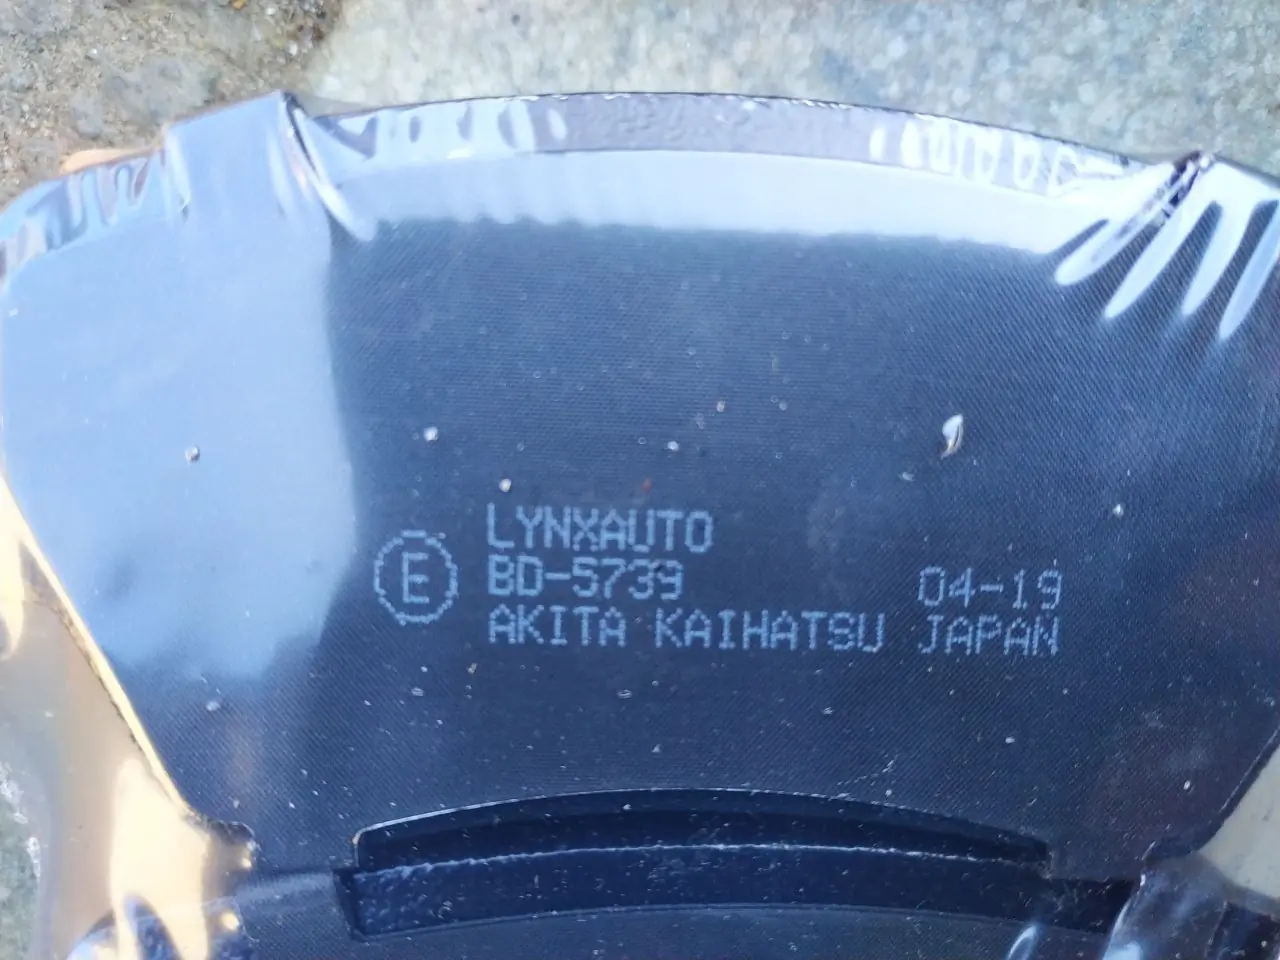 E
LYNXAUTO
BD-5739 04-19
AKITA KAIHATSU JAPAN